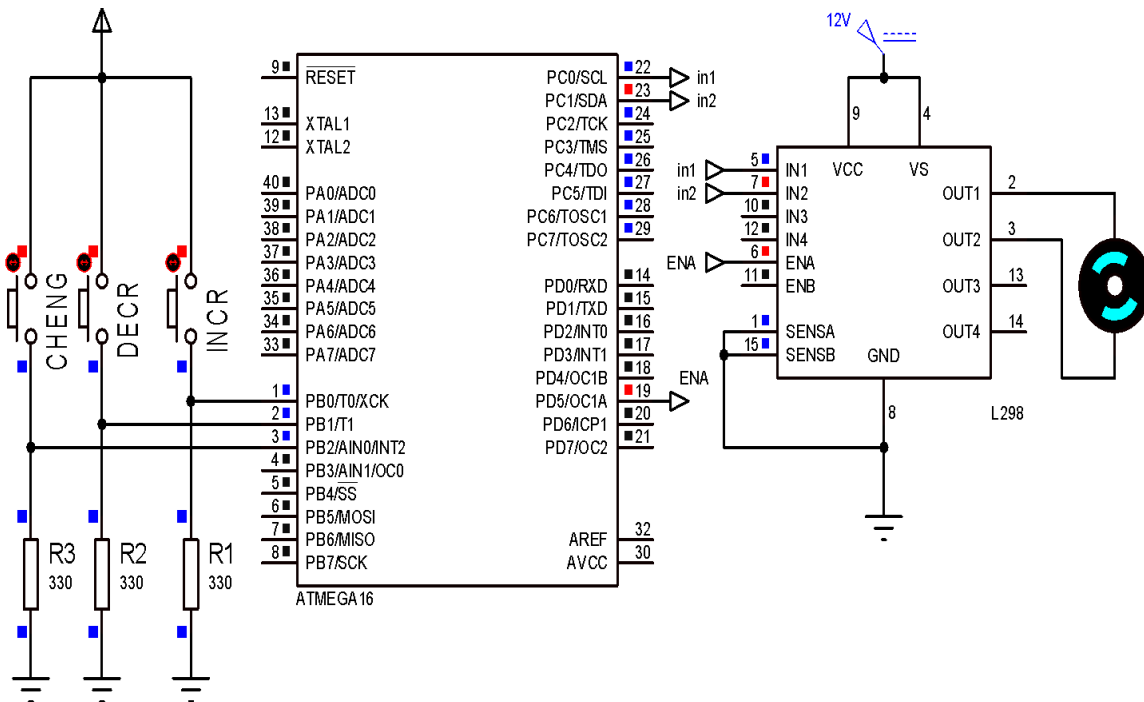 12V
9 RESET
13 XTAL1
12 XTAL2
40 PA0/ADC0
39 PA1/ADC1
38 PA2/ADC2
37 PA3/ADC3
36 PA4/ADC4
35 PA5/ADC5
34 PA6/ADC6
33 PA7/ADC7
1 PB0/T0/XCK
2 PB1/T1
3 PB2/AIN0/INT2
4 PB3/AIN1/OC0
5 PB4/SS
6 PB5/MOSI
7 PB6/MISO
8 PB7/SCK
PC0/SCL 22 in1
PC1/SDA 23 in2
PC2/TCK 24
PC3/TMS 25
PC4/TDO 26
PC5/TDI 27
PC6/TOSC1 28
PC7/TOSC2 29
PD0/RXD 14
PD1/TXD 15
PD2/INT0 16
PD3/INT1 17
PD4/OC1B 18
PD5/OC1A 19 ENA
PD6/ICP1 20
PD7/OC2 21
AREF 32
AVCC 30
ATMEGA16
CHENG
DECR
INCR
R3
330
R2
330
R1
330
9 4
VCC VS
in1 5 IN1
in2 7 IN2
10 IN3
12 IN4
ENA 6 ENA
11 ENB
1 SENSA
15 SENSB
OUT1 2
OUT2 3
OUT3 13
OUT4 14
GND
8
L298